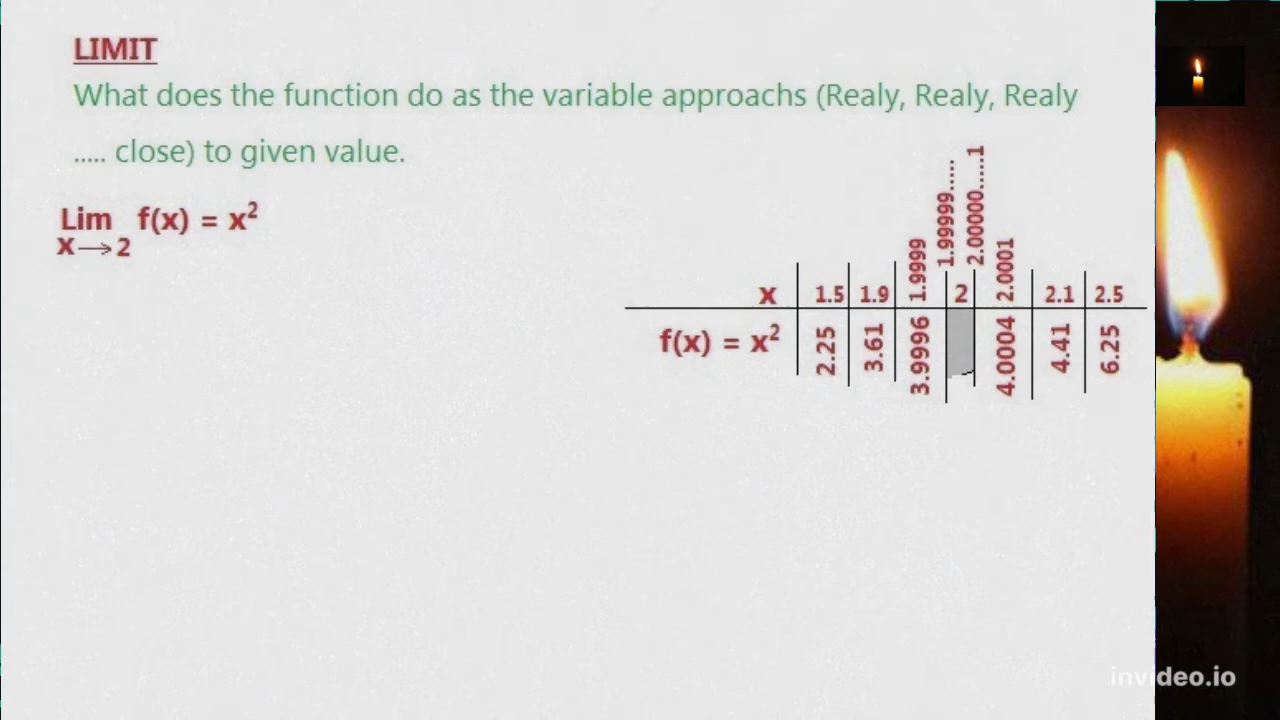 LIMIT
What does the function do as the variable approachs (Realy, Realy, Realy
..... close) to given value.
Lim f(x) = x²
X→2
x 1.5 1.9 1.9999 1.99999..... 2 2.00000.....1 2.0001 2.1 2.5
f(x) = x² 2.25 3.61 3.9996 4.0004 4.41 6.25
invideo.io